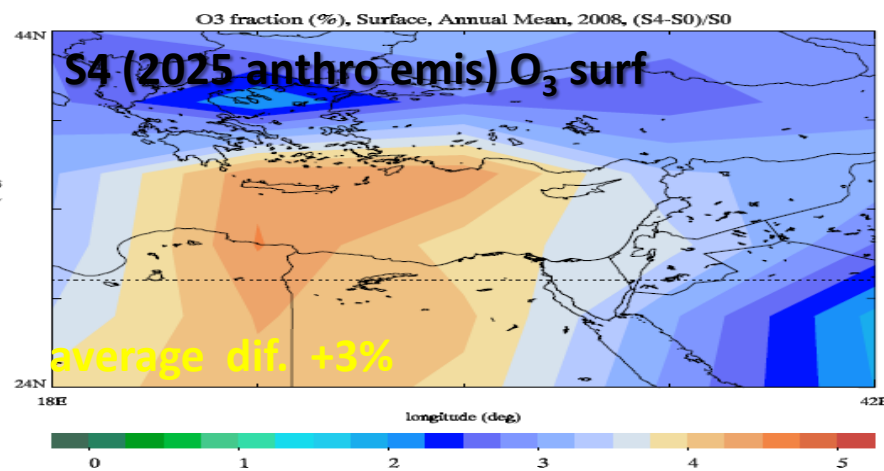 O3 fraction (%), Surface, Annual Mean, 2008, (S4-S0)/S0
44N
S4 (2025 anthro emis) O3 surf
average dif. +3%
24N
18E 42E
longitude (deg)
0 1 2 3 4 5